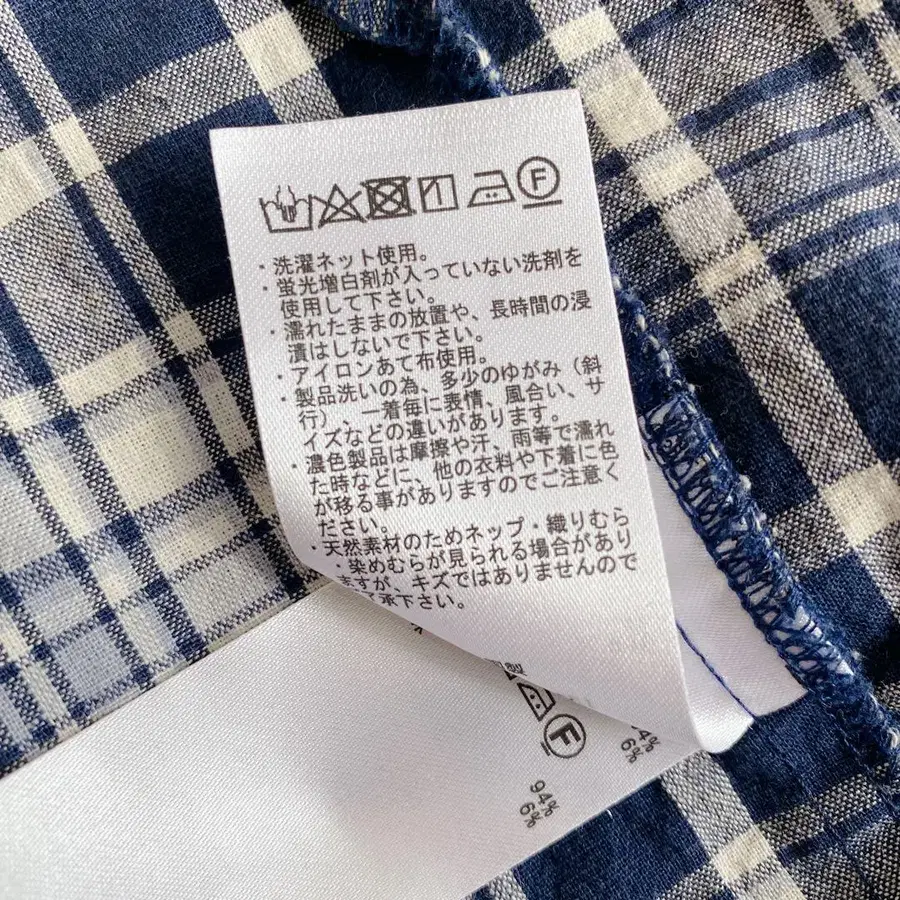 ・洗濯ネット使用。
・蛍光増白剤が入っていない洗剤を
使用して下さい。
・濡れたままの放置や、長時間の浸
漬はしないで下さい。
・アイロンあて布使用。
・製品洗いの為、多少のゆがみ（斜
行）、一着毎に表情、風合い、サ
イズなどの違いがあります。
・濃色製品は摩擦や汗、雨等で濡れ
た時などに、他の衣料や下着に色
が移る事がありますのでご注意く
ださい。
・天然素材のためネップ・織りむら
・染めむらが見られる場合があり
ますが、キズではありませんので
了承下さい。
製
F
94%
6%
4%
6%
F